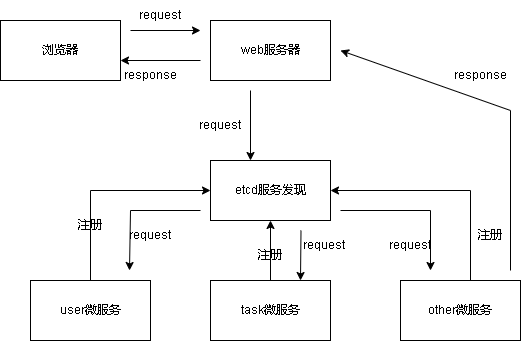 request
浏览器
web服务器
response
response
request
etcd服务发现
注册
request
注册
request
request
注册
user微服务
task微服务
other微服务